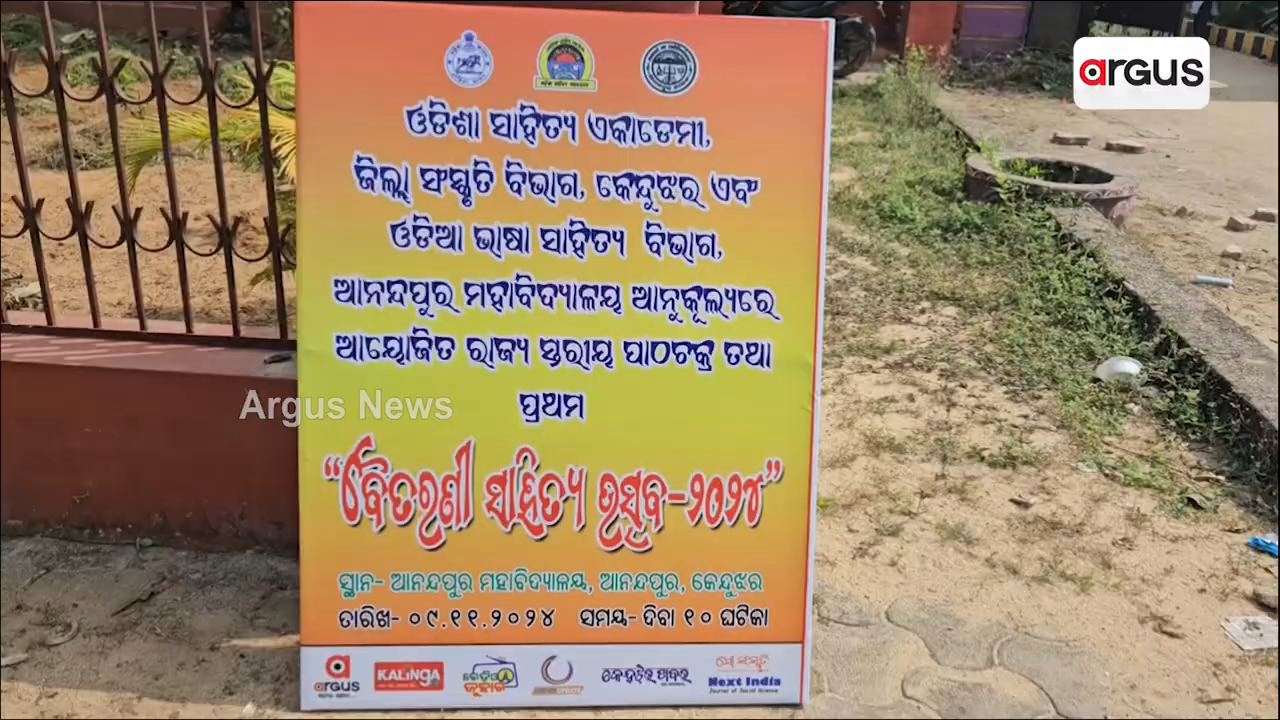 argus
ଓଡିଶା ସାହିତ୍ୟ ଏକାଡେମୀ,
ଜିଲ୍ଲା ସଂସ୍କୃତି ବିଭାଗ, କେନ୍ଦୁଝର ଏବଂ
ଓଡିଆ ଭାଷା ସାହିତ୍ୟ ବିଭାଗ,
ଆନନ୍ଦପୁର ମହାବିଦ୍ୟାଳୟ ଆନୁକୂଲ୍ୟରେ
ଆୟୋଜିତ ରାଜ୍ୟ ସ୍ତରୀୟ ପାଠଚକ୍ର ତଥା
Argus News
ପ୍ରଥମ
“ବୈତରଣୀ ସାହିତ୍ୟ ଉତ୍ସବ-୨୦୨୪”
ସ୍ଥାନ- ଆନନ୍ଦପୁର ମହାବିଦ୍ୟାଳୟ, ଆନନ୍ଦପୁର, କେନ୍ଦୁଝର
ତାରିଖ- ୦୯.୧୧.୨୦୨୪ ସମୟ- ଦିବା ୧୦ ଘଟିକା
argus KALINGA Next India
Journal of Social Science